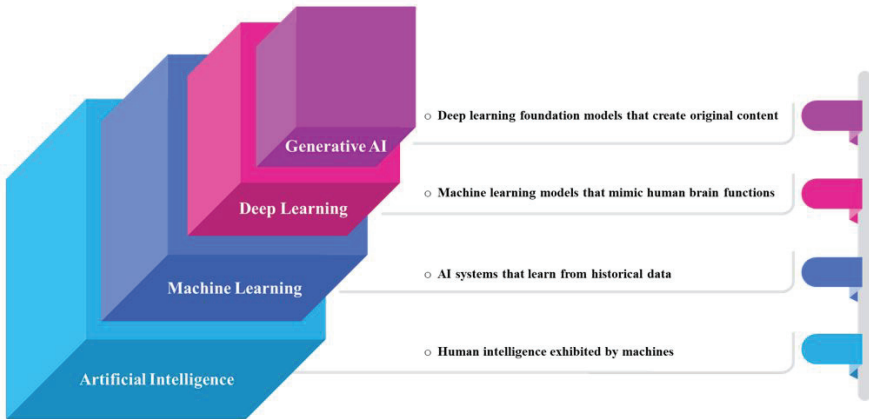 Generative AI
○ Deep learning foundation models that create original content
Deep Learning
○ Machine learning models that mimic human brain functions
Machine Learning
○ AI systems that learn from historical data
Artificial Intelligence
○ Human intelligence exhibited by machines